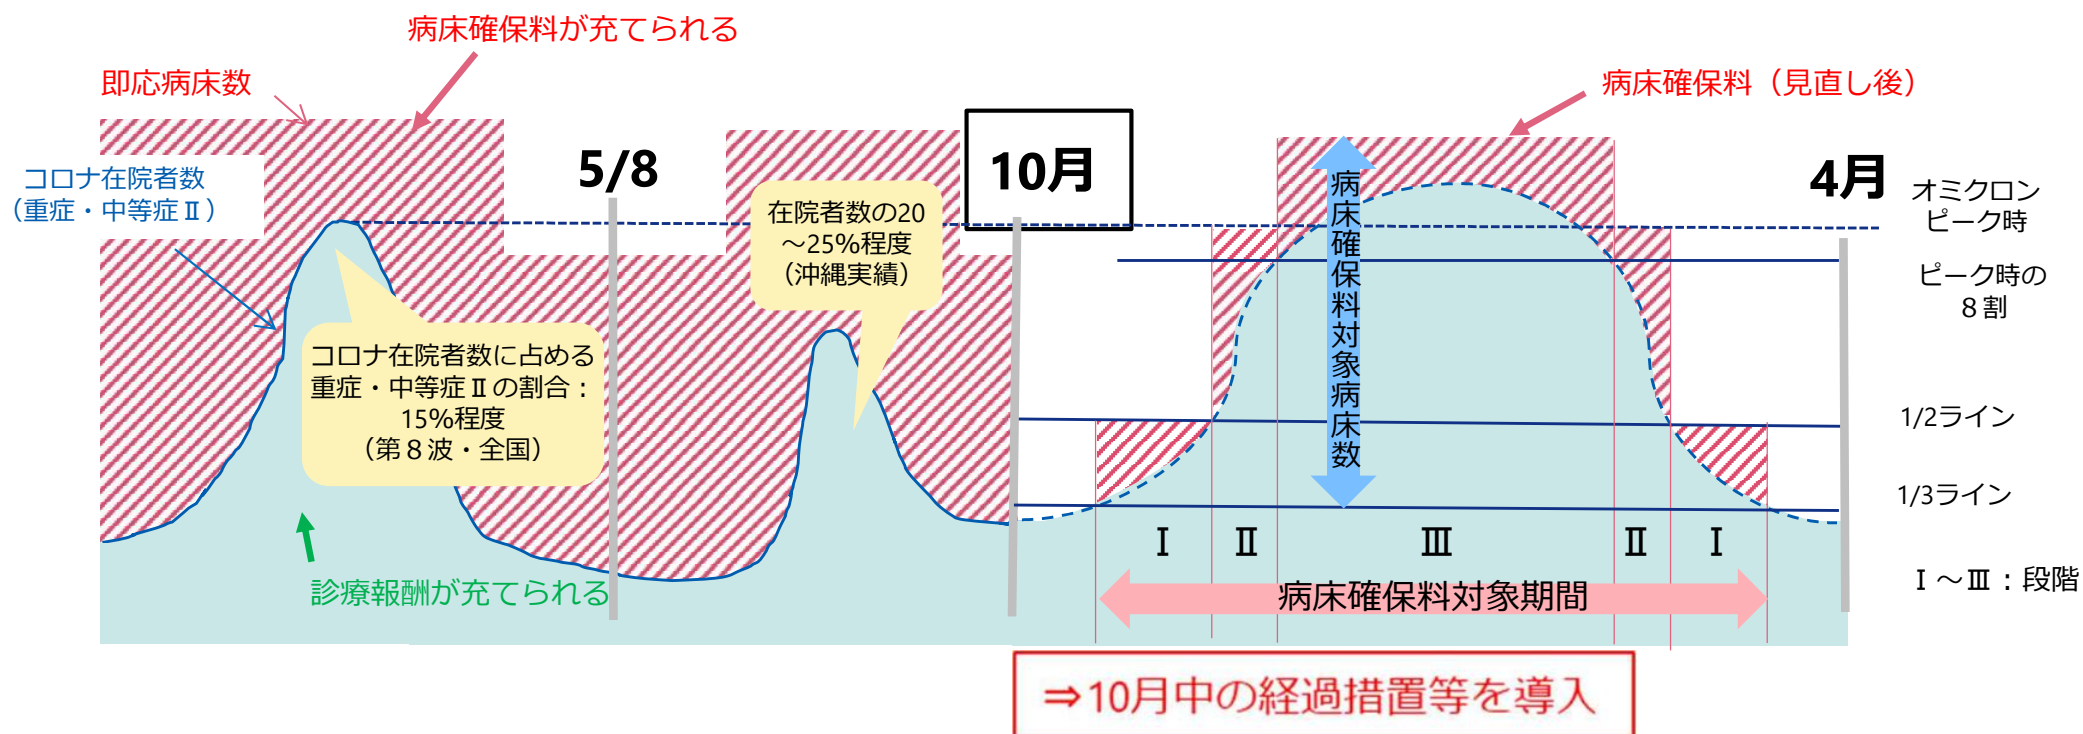 病床確保料が充てられる
即応病床数
コロナ在院者数
（重症・中等症Ⅱ）
5/8
在院者数の20
～25％程度
（沖縄実績）
コロナ在院者数に占める
重症・中等症Ⅱの割合：
15％程度
（第８波・全国）
診療報酬が充てられる
10月
病床確保料（見直し後）
病床確保料対象病床数
4月
オミクロン
ピーク時
ピーク時の
８割
1/2ライン
1/3ライン
Ⅰ
Ⅱ
Ⅲ
Ⅱ
Ⅰ
病床確保料対象期間
Ⅰ～Ⅲ：段階
⇒10月中の経過措置等を導入